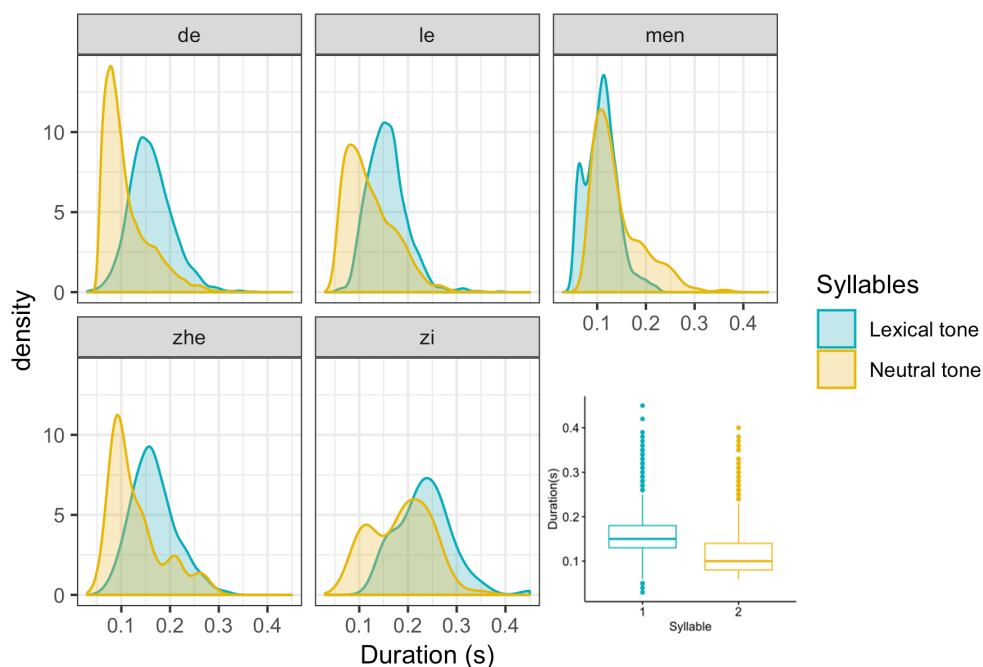 de le men
10
5
0
0.1 0.2 0.3 0.4
density
zhe zi
10
5
0
0.1 0.2 0.3 0.4 0.1 0.2 0.3 0.4
Duration (s)
Syllables
Lexical tone
Neutral tone
0.4
0.3
0.2
0.1
Duration(s)
1 2
Syllable